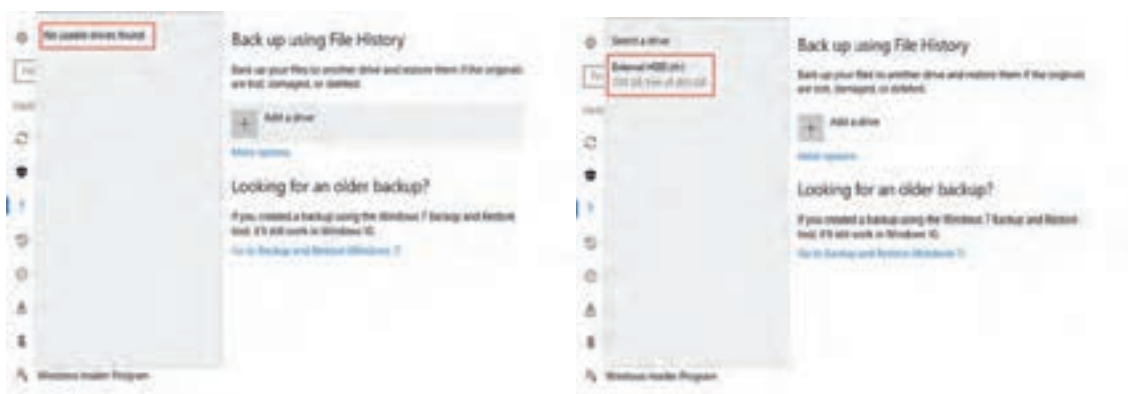 No usable drives found
Back up using File History
Back up your files to another drive and restore them if the originals
are lost, damaged, or deleted.
Add a drive
More options
Looking for an older backup?
If you created a backup using the Windows 7 Backup and Restore
tool, it'll still work in Windows 10.
Go to Backup and Restore (Windows 7)
Windows Insider Program
Select a drive
External HDD
Back up using File History
Back up your files to another drive and restore them if the originals
are lost, damaged, or deleted.
Add a drive
More options
Looking for an older backup?
If you created a backup using the Windows 7 Backup and Restore
tool, it'll still work in Windows 10.
Go to Backup and Restore (Windows 7)
Windows Insider Program